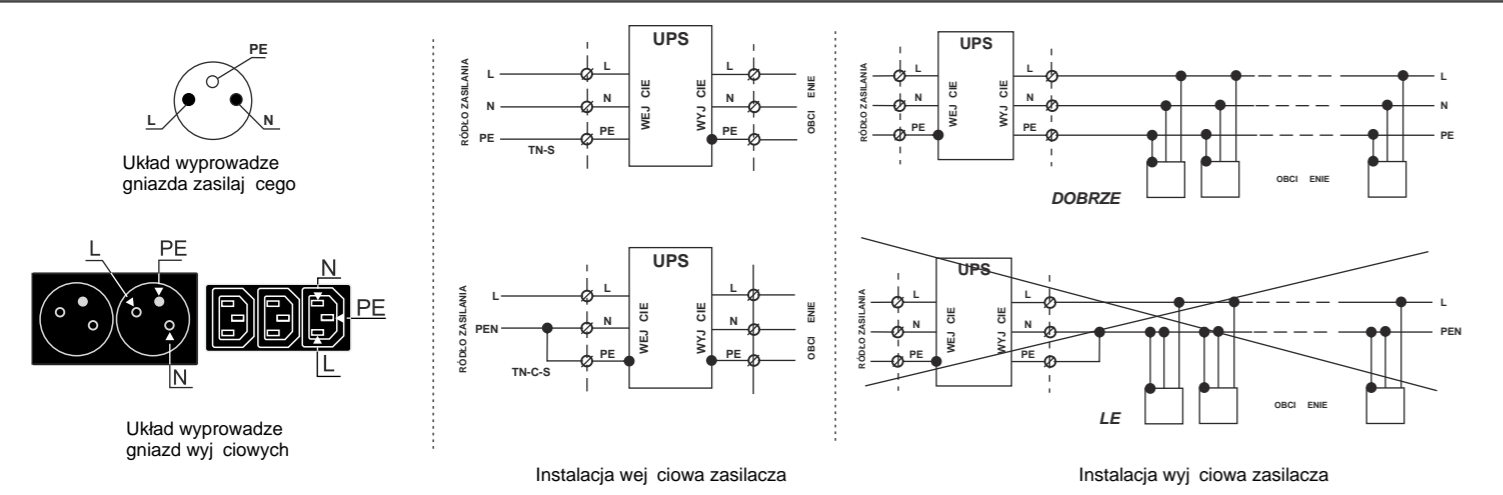 PE
L
N
Układ wyprowadze
gniazda zasilaj cego
L
PE
N
PE
L
N
Układ wyprowadze
gniazd wyj ciowych
RÓDŁO ZASILANIA
UPS
L
L
L
N
N
N
PE
PE
PE
TN-S
WEJ CIE
WYJ CIE
OBCI ENIE
RÓDŁO ZASILANIA
UPS
L
L
L
PEN
N
N
PE
PE
TN-C-S
WEJ CIE
WYJ CIE
OBCI ENIE
Instalacja wej ciowa zasilacza
RÓDŁO ZASILANIA
UPS
L
L
L
N
N
N
PE
PE
PE
WEJ CIE
WYJ CIE
OBCI ENIE
DOBRZE
RÓDŁO ZASILANIA
UPS
L
L
L
N
N
PEN
PE
PE
WEJ CIE
WYJ CIE
OBCI ENIE
LE
Instalacja wyj ciowa zasilacza